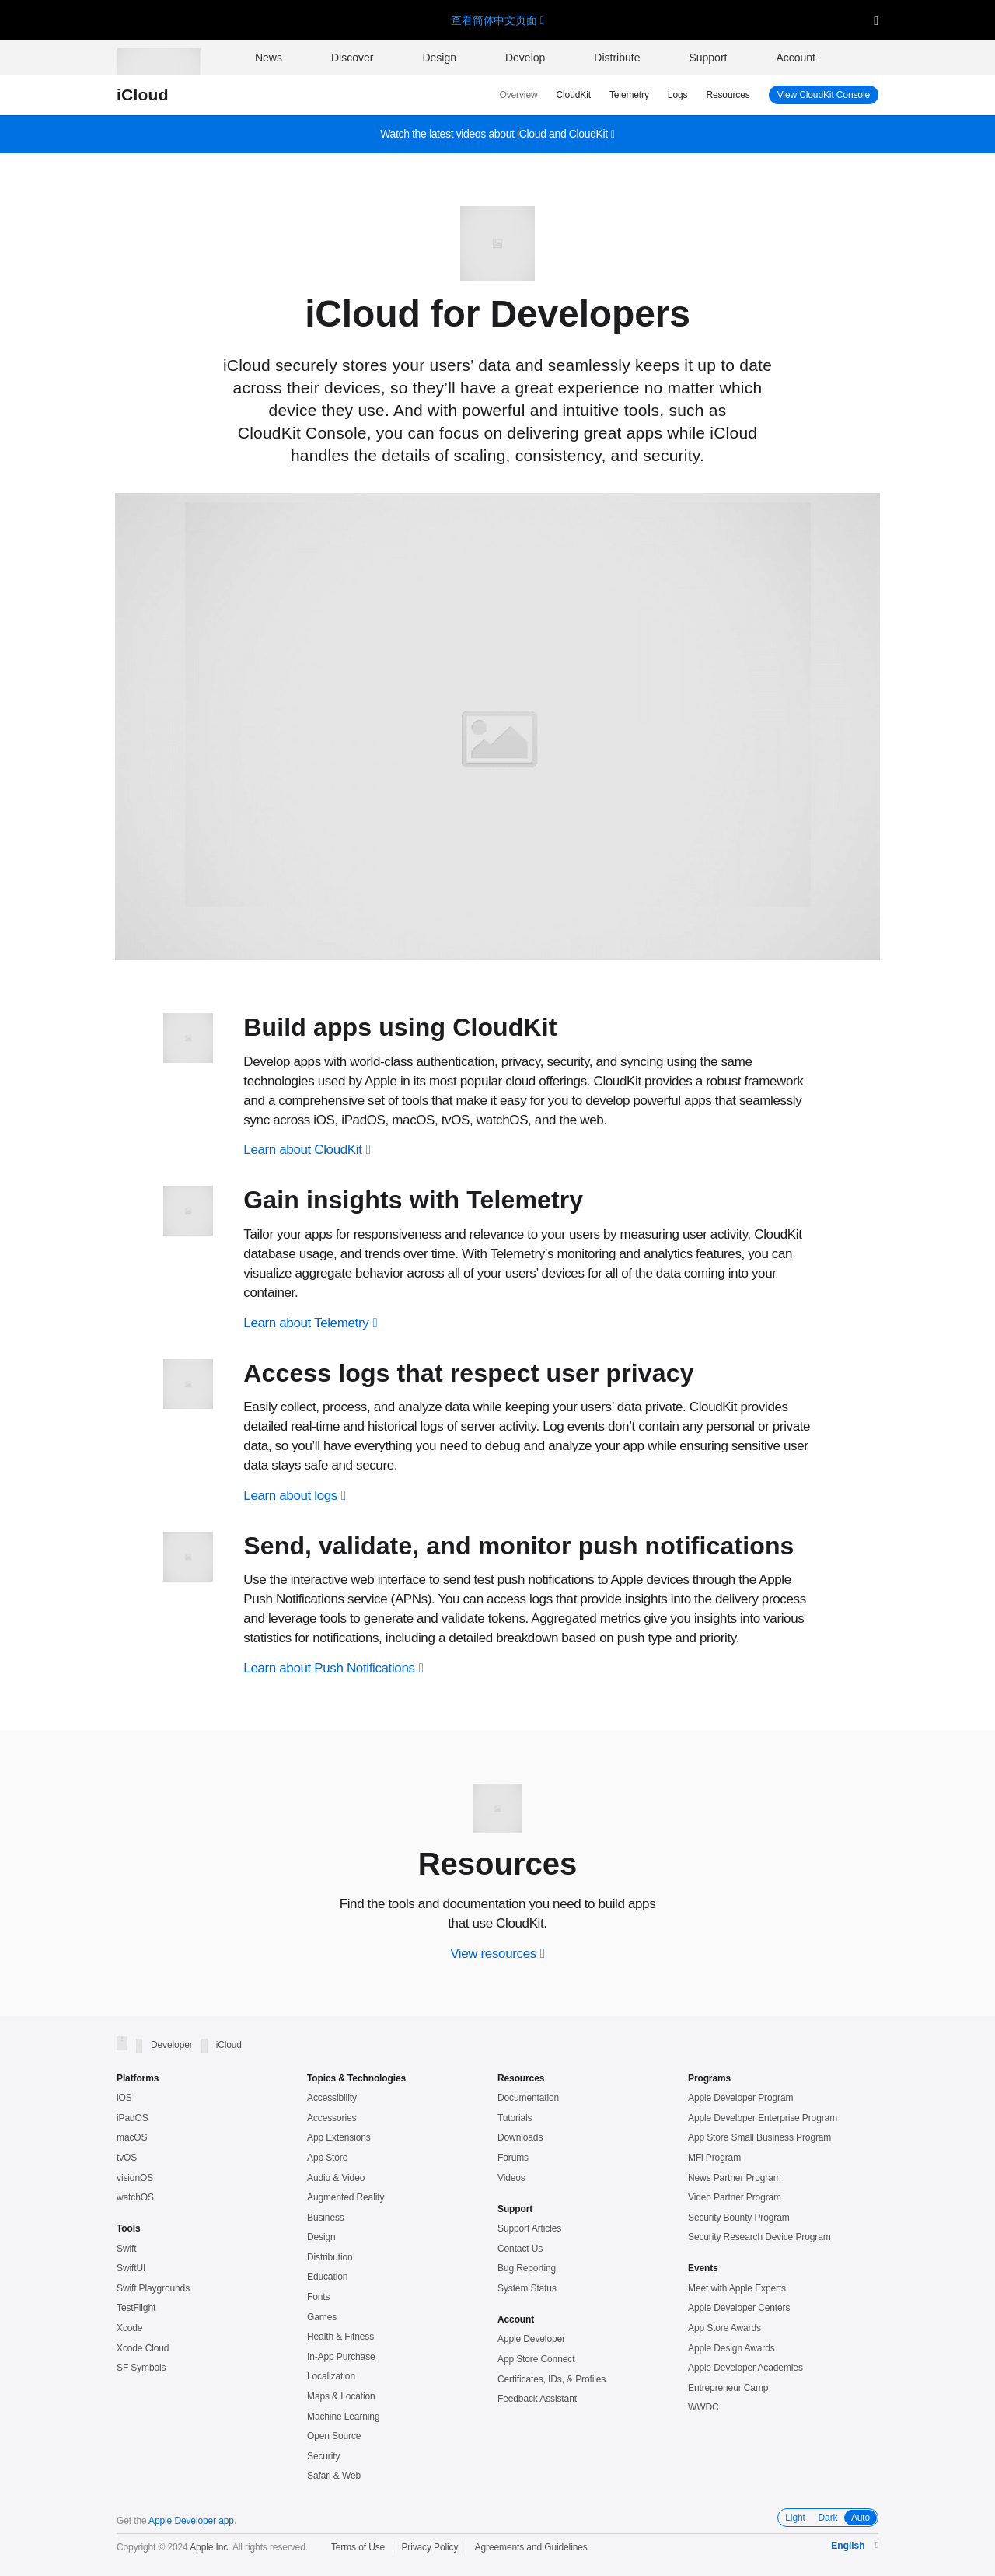 查看简体中文页面
News Discover Design Develop Distribute Support Account
iCloud
Overview CloudKit Telemetry Logs Resources View CloudKit Console
Watch the latest videos about iCloud and CloudKit
iCloud for Developers
iCloud securely stores your users’ data and seamlessly keeps it up to date
across their devices, so they’ll have a great experience no matter which
device they use. And with powerful and intuitive tools, such as
CloudKit Console, you can focus on delivering great apps while iCloud
handles the details of scaling, consistency, and security.
Build apps using CloudKit
Develop apps with world-class authentication, privacy, security, and syncing using the same
technologies used by Apple in its most popular cloud offerings. CloudKit provides a robust framework
and a comprehensive set of tools that make it easy for you to develop powerful apps that seamlessly
sync across iOS, iPadOS, macOS, tvOS, watchOS, and the web.
Learn about CloudKit
Gain insights with Telemetry
Tailor your apps for responsiveness and relevance to your users by measuring user activity, CloudKit
database usage, and trends over time. With Telemetry’s monitoring and analytics features, you can
visualize aggregate behavior across all of your users’ devices for all of the data coming into your
container.
Learn about Telemetry
Access logs that respect user privacy
Easily collect, process, and analyze data while keeping your users’ data private. CloudKit provides
detailed real-time and historical logs of server activity. Log events don’t contain any personal or private
data, so you’ll have everything you need to debug and analyze your app while ensuring sensitive user
data stays safe and secure.
Learn about logs
Send, validate, and monitor push notifications
Use the interactive web interface to send test push notifications to Apple devices through the Apple
Push Notifications service (APNs). You can access logs that provide insights into the delivery process
and leverage tools to generate and validate tokens. Aggregated metrics give you insights into various
statistics for notifications, including a detailed breakdown based on push type and priority.
Learn about Push Notifications
Resources
Find the tools and documentation you need to build apps
that use CloudKit.
View resources
Developer iCloud
Platforms
iOS
iPadOS
macOS
tvOS
visionOS
watchOS
Tools
Swift
SwiftUI
Swift Playgrounds
TestFlight
Xcode
Xcode Cloud
SF Symbols
Topics & Technologies
Accessibility
Accessories
App Extensions
App Store
Audio & Video
Augmented Reality
Business
Design
Distribution
Education
Fonts
Games
Health & Fitness
In-App Purchase
Localization
Maps & Location
Machine Learning
Open Source
Security
Safari & Web
Resources
Documentation
Tutorials
Downloads
Forums
Videos
Support
Support Articles
Contact Us
Bug Reporting
System Status
Account
Apple Developer
App Store Connect
Certificates, IDs, & Profiles
Feedback Assistant
Programs
Apple Developer Program
Apple Developer Enterprise Program
App Store Small Business Program
MFi Program
News Partner Program
Video Partner Program
Security Bounty Program
Security Research Device Program
Events
Meet with Apple Experts
Apple Developer Centers
App Store Awards
Apple Design Awards
Apple Developer Academies
Entrepreneur Camp
WWDC
Light Dark Auto
Get the Apple Developer app.
Copyright © 2024 Apple Inc. All rights reserved. Terms of Use Privacy Policy Agreements and Guidelines
English